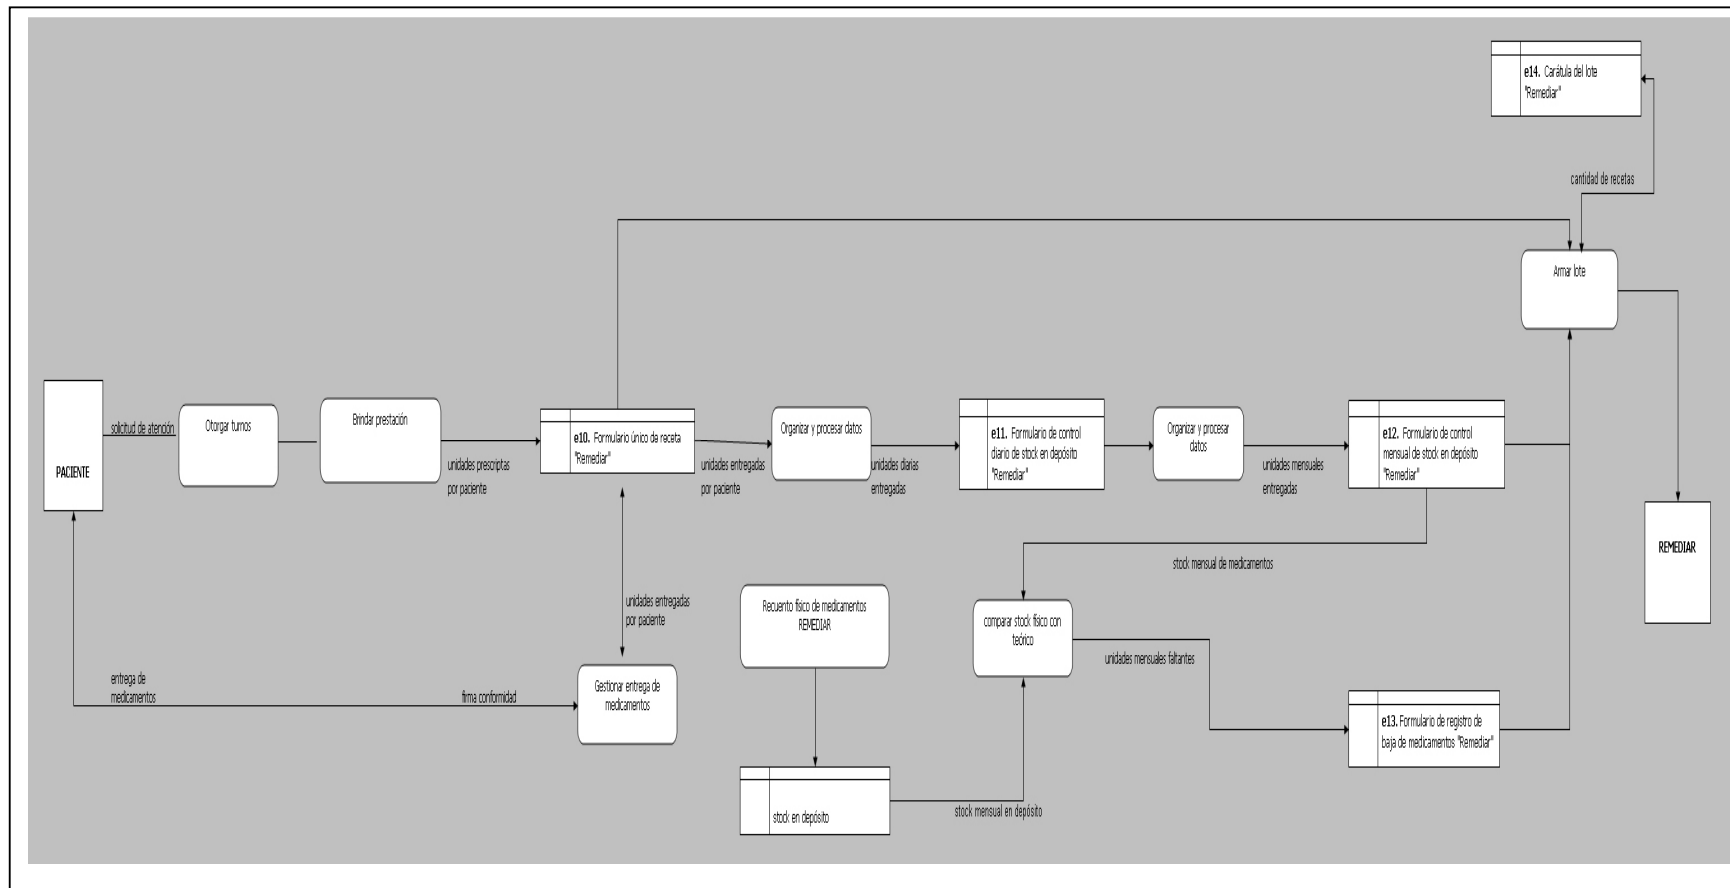 e14. Carátula del lote
"Remediar"
cantidad de recetas
Armar lote
PACIENTE
solicitud de atención
Otorgar turnos
Brindar prestación
unidades prescriptas
por paciente
e10. Formulario único de receta
"Remediar"
unidades entregadas
por paciente
Organizar y procesar datos
unidades diarias
entregadas
e11. Formulario de control
diario de stock en depósito
"Remediar"
Organizar y procesar
datos
unidades mensuales
entregadas
e12. Formulario de control
mensual de stock en depósito
"Remediar"
REMEDIAR
stock mensual de medicamentos
unidades entregadas
por paciente
Recuento físico de medicamentos
REMEDIAR
comparar stock físico con
teórico
unidades mensuales faltantes
entrega de
medicamentos
firma conformidad
Gestionar entrega de
medicamentos
e13. Formulario de registro de
baja de medicamentos "Remediar"
stock en depósito
stock mensual en depósito